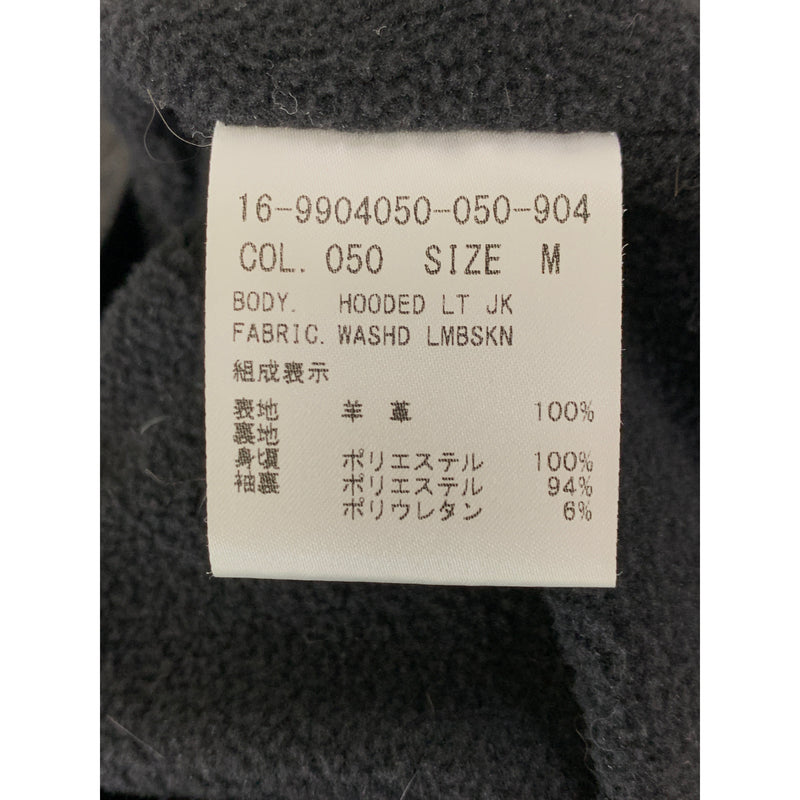 16-9904050-050-904
COL. 050 SIZE M
BODY. HOODED LT JK
FABRIC. WASHD LMBSKN
組成表示
表地 羊 革 100%
裏地
身頃 ポリエステル 100%
袖裏 ポリエステル 94%
ポリウレタン 6%